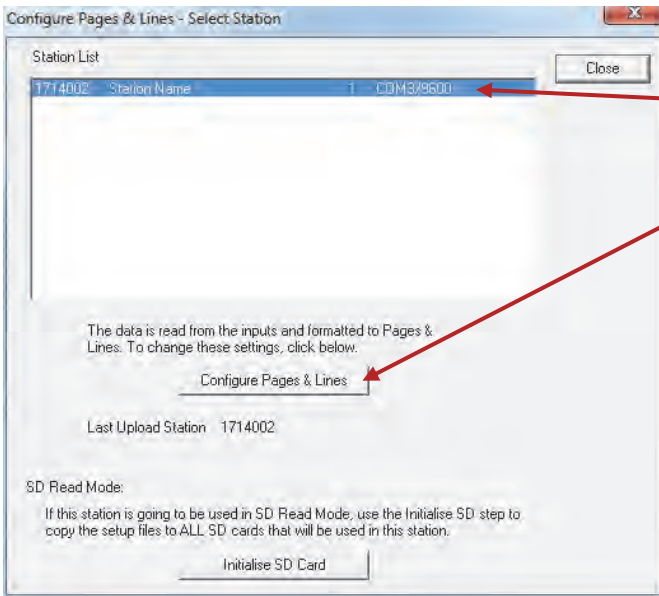 Configure Pages & Lines - Select Station
Station List
Close
1714002 Station Name 1 COM3/9600
The data is read from the inputs and formatted to Pages &
Lines. To change these settings, click below.
Configure Pages & Lines
Last Upload Station 1714002
SD Read Mode:
If this station is going to be used in SD Read Mode, use the Initialise SD step to
copy the setup files to ALL SD cards that will be used in this station.
Initialise SD Card